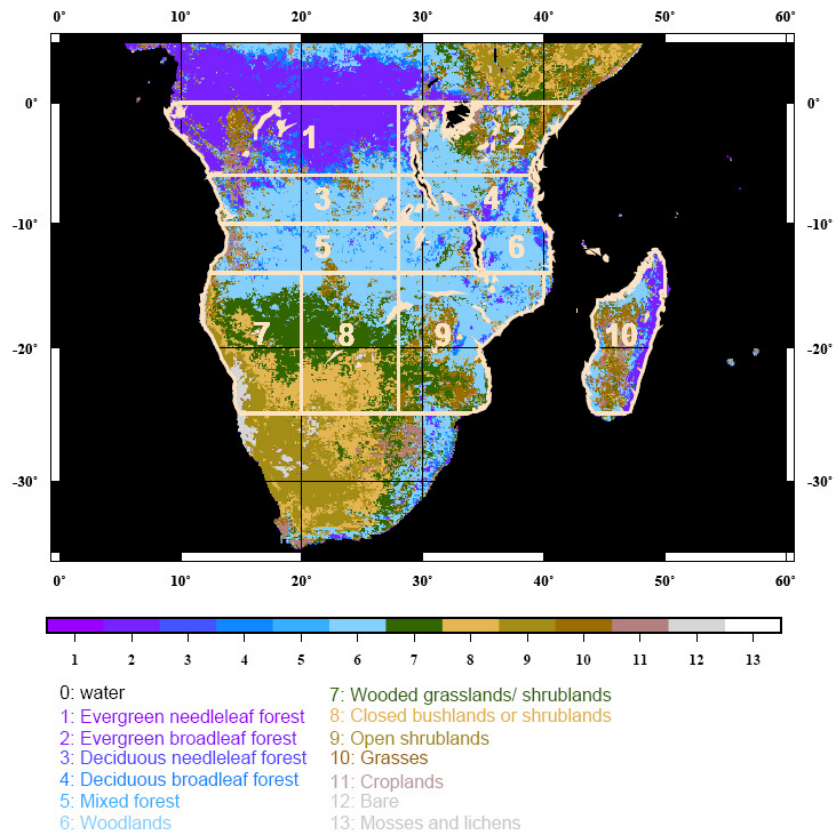 0° 10° 20° 30° 40° 50° 60°
0° 0°
1 2
3 4
-10° -10°
5 6
7 8 9 10
-20° -20°
-30° -30°
0° 10° 20° 30° 40° 50° 60°
1 2 3 4 5 6 7 8 9 10 11 12 13
0: water
1: Evergreen needleleaf forest
2: Evergreen broadleaf forest
3: Deciduous needleleaf forest
4: Deciduous broadleaf forest
5: Mixed forest
6: Woodlands
7: Wooded grasslands/ shrublands
8: Closed bushlands or shrublands
9: Open shrublands
10: Grasses
11: Croplands
12: Bare
13: Mosses and lichens